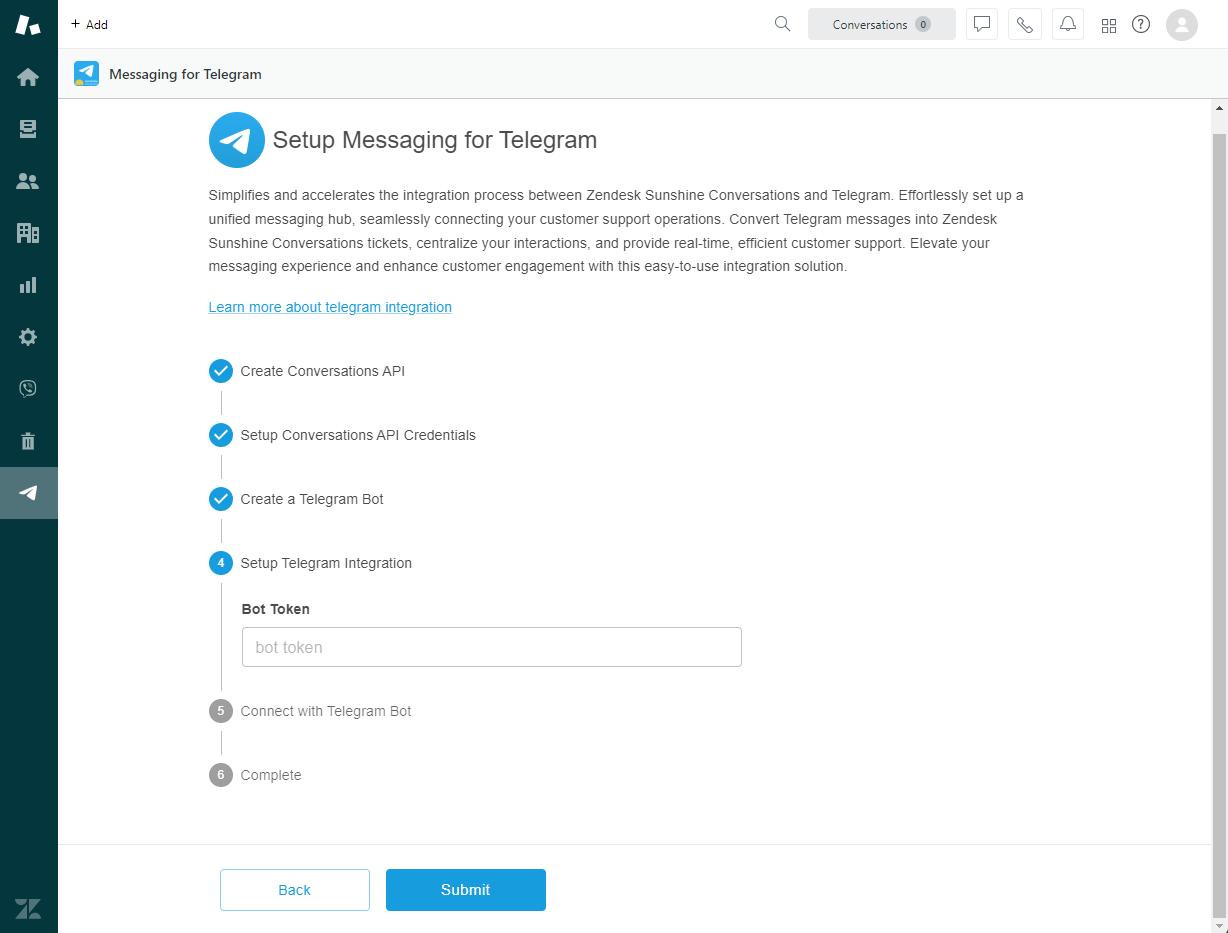 + Add
Conversations 0
Messaging for Telegram
Setup Messaging for Telegram
Simplifies and accelerates the integration process between Zendesk Sunshine Conversations and Telegram. Effortlessly set up a
unified messaging hub, seamlessly connecting your customer support operations. Convert Telegram messages into Zendesk
Sunshine Conversations tickets, centralize your interactions, and provide real-time, efficient customer support. Elevate your
messaging experience and enhance customer engagement with this easy-to-use integration solution.
Learn more about telegram integration
Create Conversations API
Setup Conversations API Credentials
Create a Telegram Bot
4 Setup Telegram Integration
Bot Token
bot token
5 Connect with Telegram Bot
6 Complete
Back
Submit